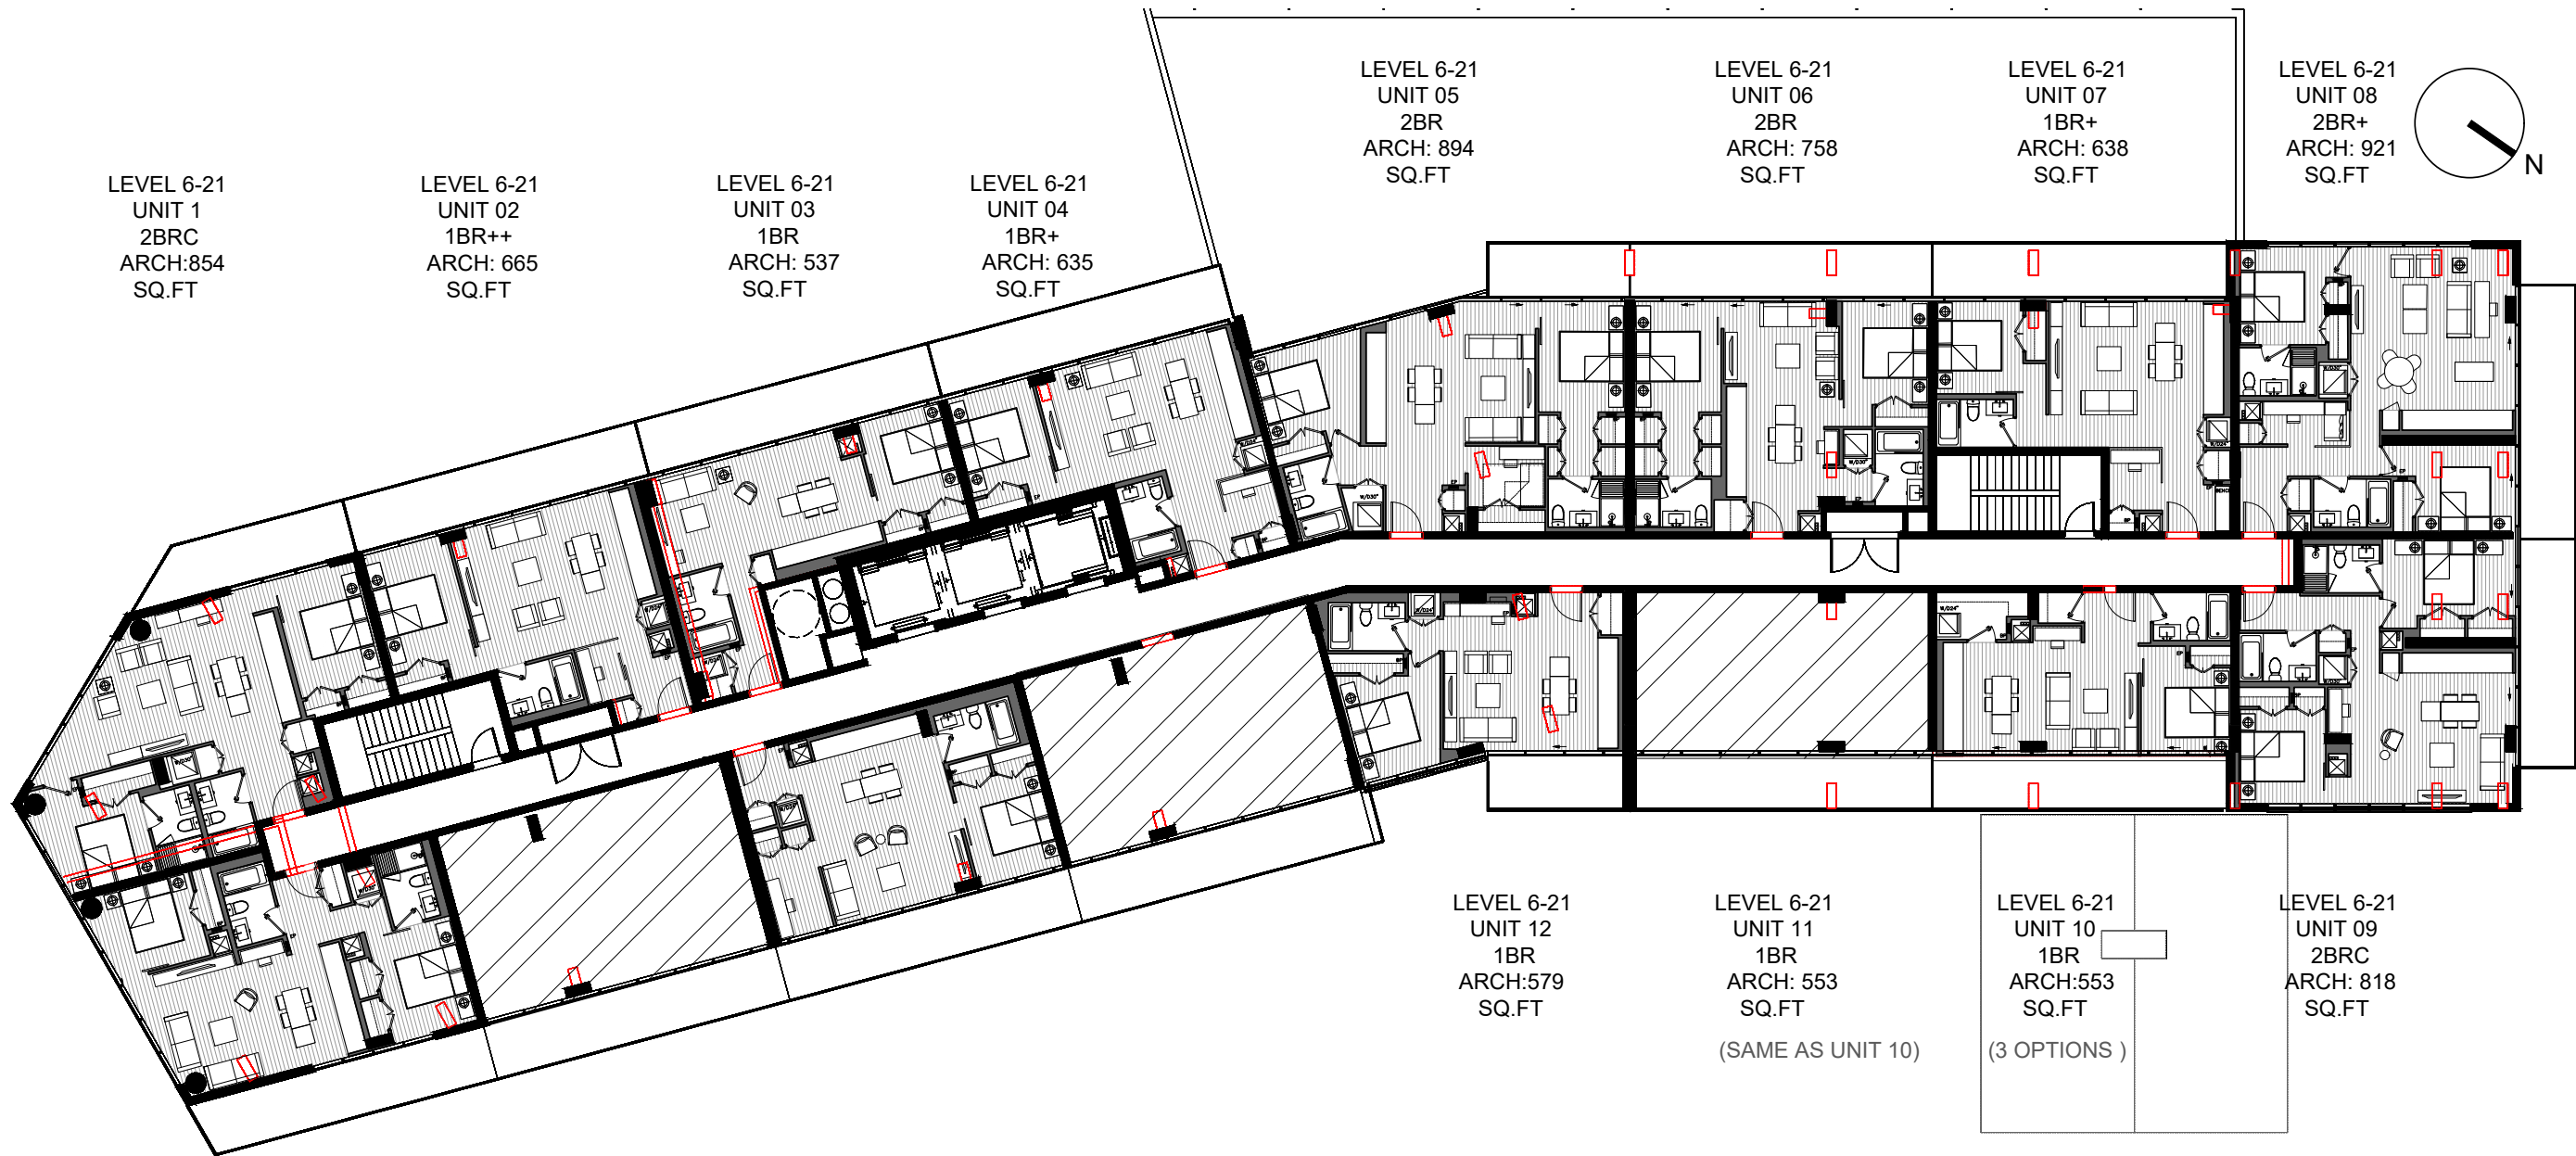 LEVEL 6-21
UNIT 05
2BR
ARCH: 894
SQ.FT
LEVEL 6-21
UNIT 06
2BR
ARCH: 758
SQ.FT
LEVEL 6-21
UNIT 07
1BR+
ARCH: 638
SQ.FT
LEVEL 6-21
UNIT 08
2BR+
ARCH: 921
SQ.FT
N
LEVEL 6-21
UNIT 1
2BRC
ARCH:854
SQ.FT
LEVEL 6-21
UNIT 02
1BR++
ARCH: 665
SQ.FT
LEVEL 6-21
UNIT 03
1BR
ARCH: 537
SQ.FT
LEVEL 6-21
UNIT 04
1BR+
ARCH: 635
SQ.FT
LEVEL 6-21
UNIT 12
1BR
ARCH:579
SQ.FT
LEVEL 6-21
UNIT 11
1BR
ARCH: 553
SQ.FT
(SAME AS UNIT 10)
LEVEL 6-21
UNIT 10
1BR
ARCH:553
SQ.FT
(3 OPTIONS )
LEVEL 6-21
UNIT 09
2BRC
ARCH: 818
SQ.FT